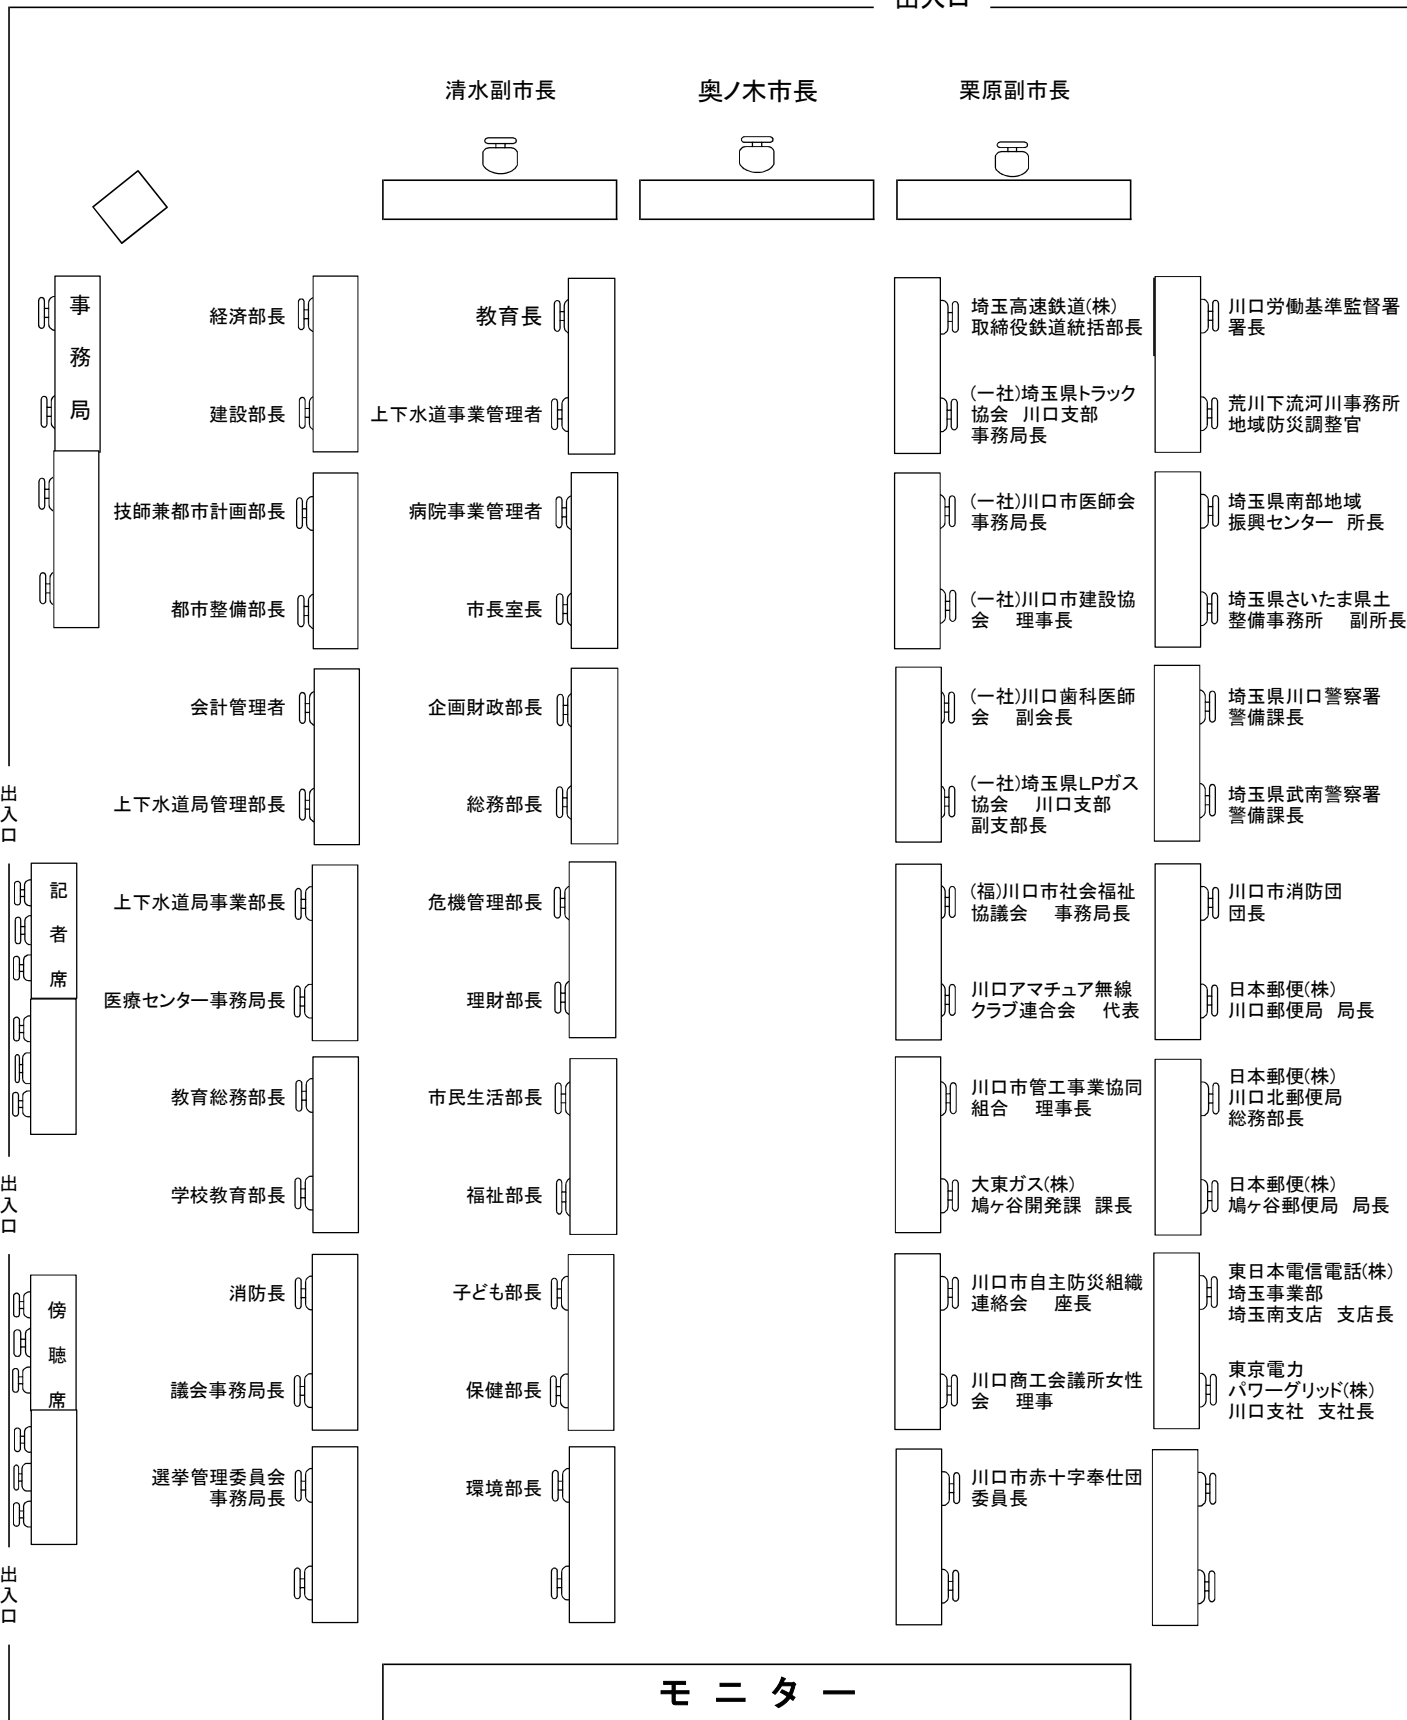 出入口
清水副市長
奥ノ木市長
栗原副市長
事務局
経済部長
建設部長
技師兼都市計画部長
都市整備部長
会計管理者
上下水道局管理部長
上下水道局事業部長
医療センター事務局長
教育総務部長
学校教育部長
消防長
議会事務局長
選挙管理委員会
事務局長
教育長
上下水道事業管理者
病院事業管理者
市長室長
企画財政部長
総務部長
危機管理部長
理財部長
市民生活部長
福祉部長
子ども部長
保健部長
環境部長
埼玉高速鉄道(株)
取締役鉄道統括部長
(一社)埼玉県トラック
協会 川口支部
事務局長
(一社)川口市医師会
事務局長
(一社)川口市建設協
会 理事長
(一社)川口歯科医師
会 副会長
(一社)埼玉県LPガス
協会 川口支部
副支部長
(福)川口市社会福祉
協議会 事務局長
川口アマチュア無線
クラブ連合会 代表
川口市管工事業協同
組合 理事長
大東ガス(株)
鳩ヶ谷開発課 課長
川口市自主防災組織
連絡会 座長
川口商工会議所女性
会 理事
川口市赤十字奉仕団
委員長
川口労働基準監督署
署長
荒川下流河川事務所
地域防災調整官
埼玉県南部地域
振興センター 所長
埼玉県さいたま県土
整備事務所 副所長
埼玉県川口警察署
警備課長
埼玉県武南警察署
警備課長
川口市消防団
団長
日本郵便(株)
川口郵便局 局長
日本郵便(株)
川口北郵便局
総務部長
日本郵便(株)
鳩ヶ谷郵便局 局長
東日本電信電話(株)
埼玉事業部
埼玉南支店 支店長
東京電力
パワーグリッド(株)
川口支社 支社長
出入口
記者席
出入口
傍聴席
出入口
モニター